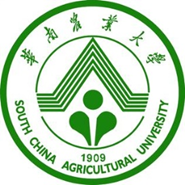 華南農業大學
1909
SOUTH CHINA AGRICULTURAL UNIVERSITY